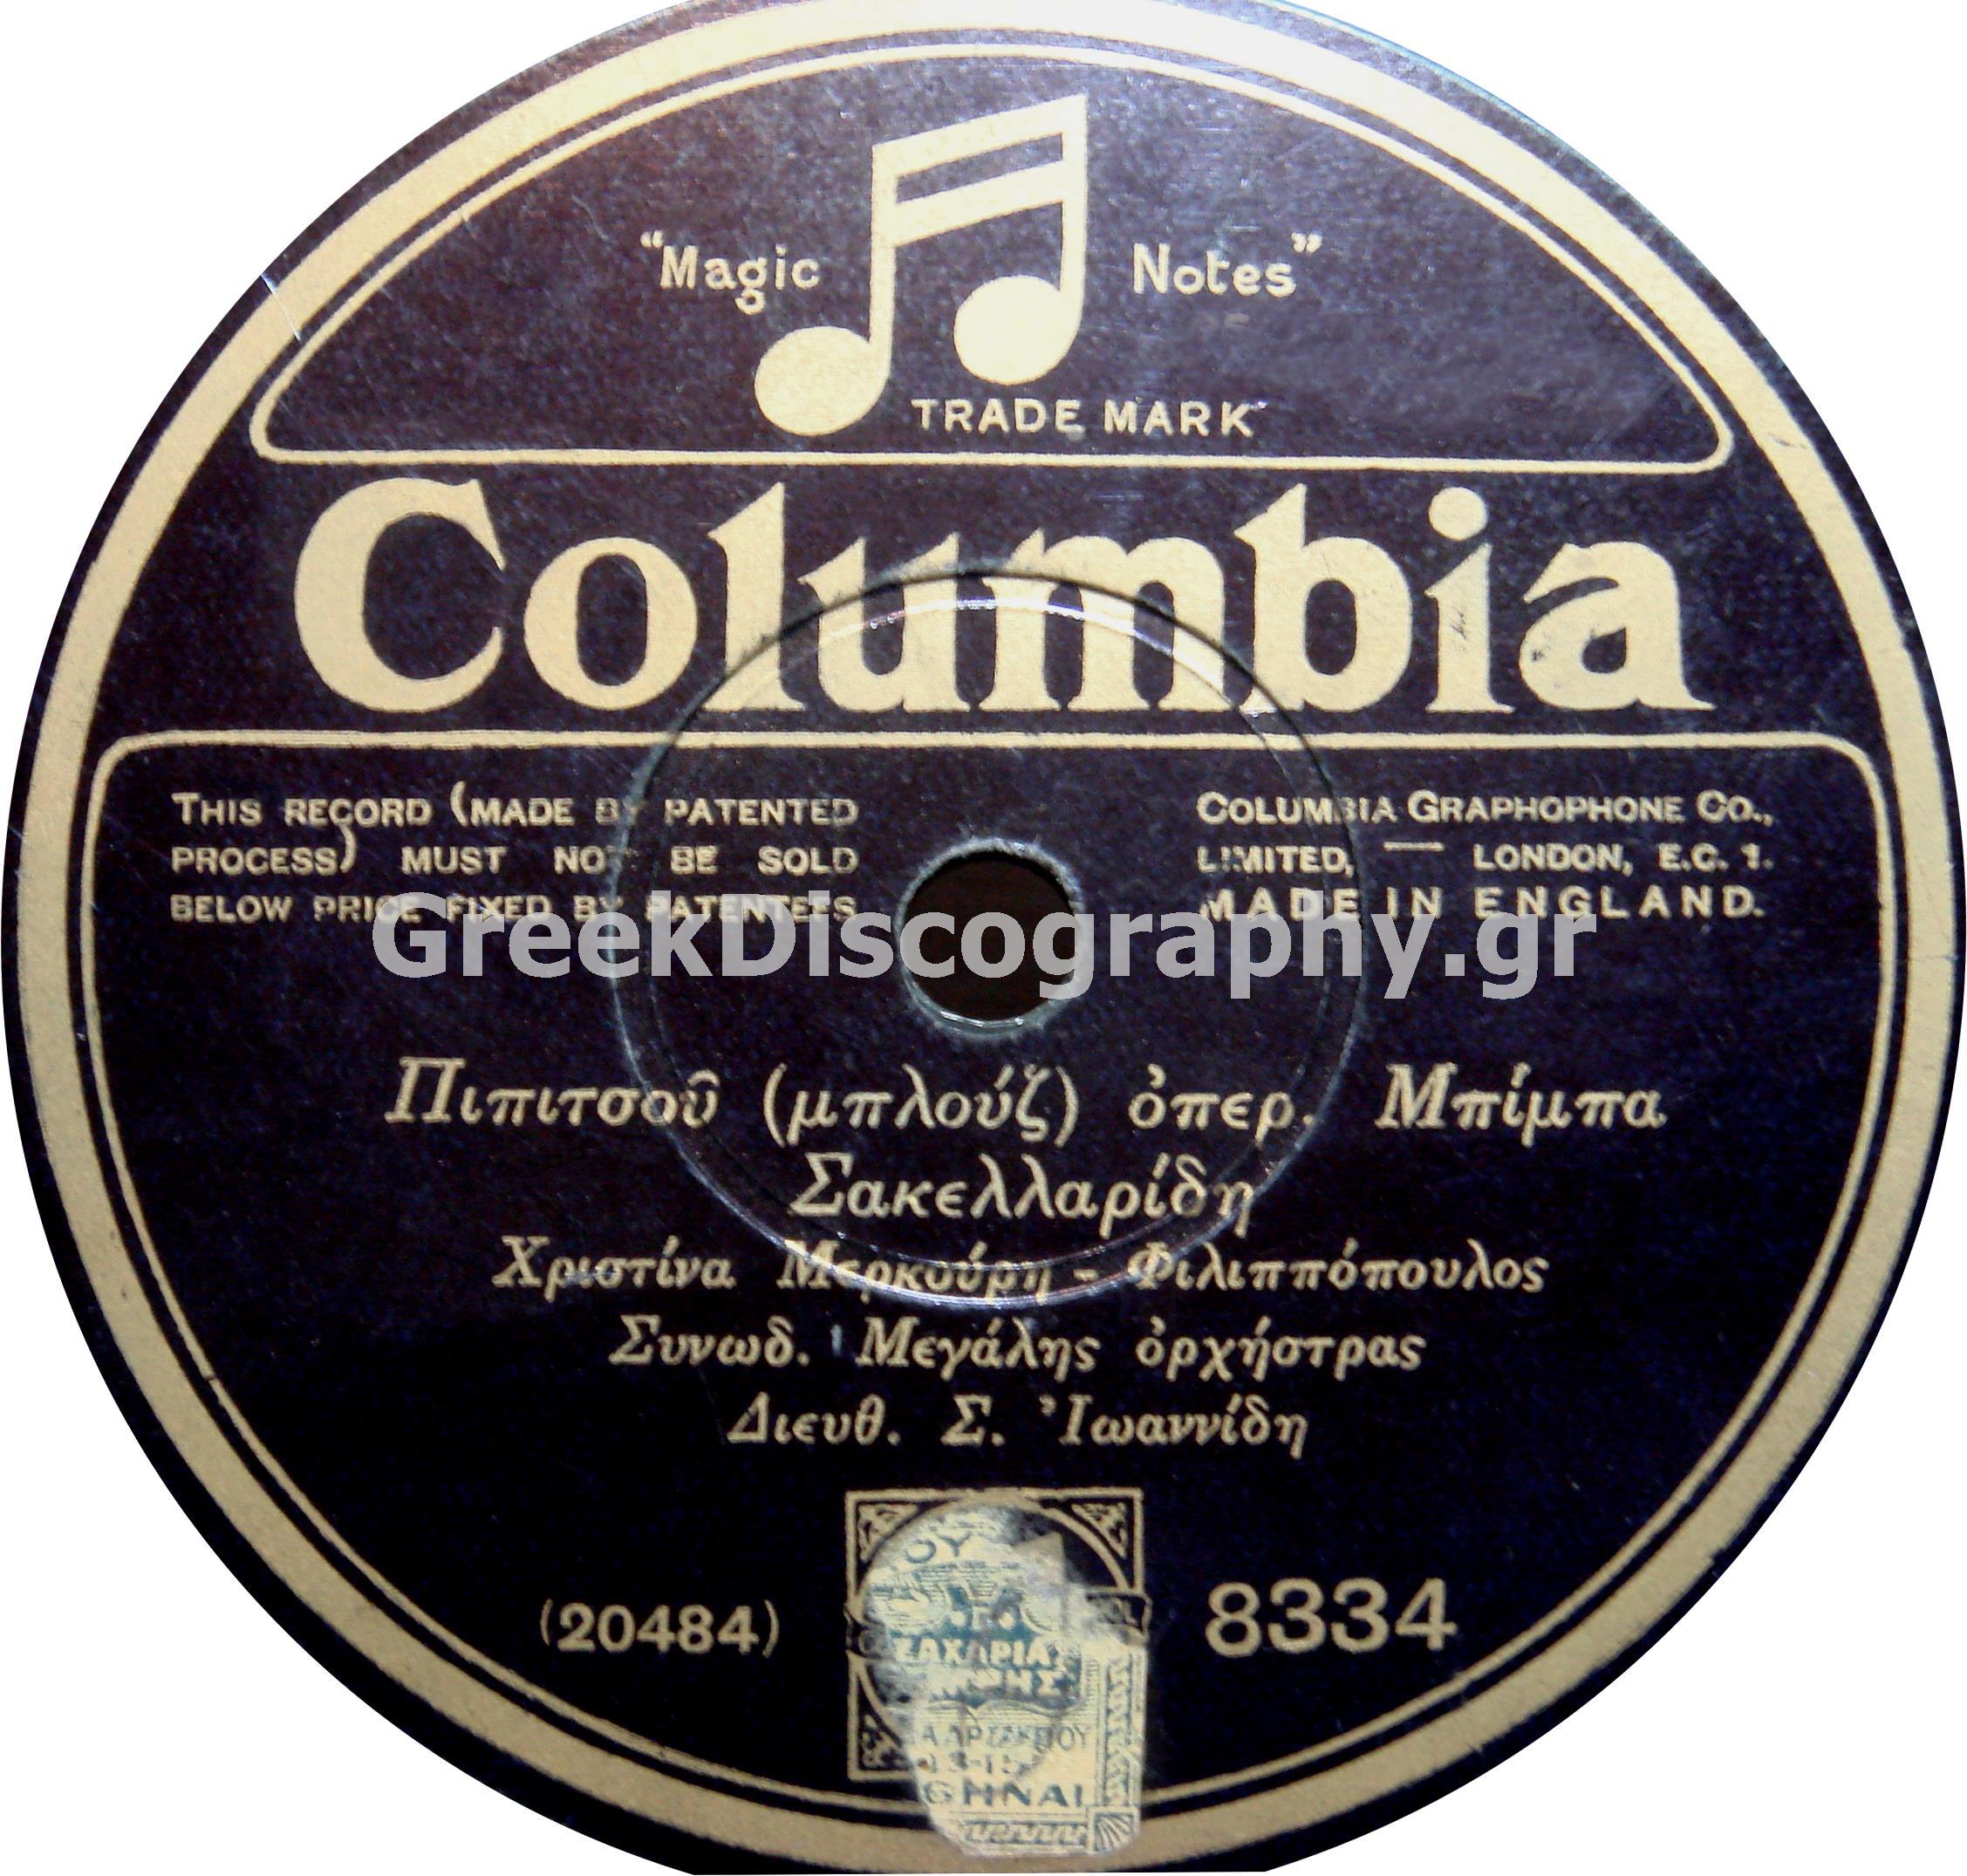 "Magic Notes"
TRADE MARK
Columbia
THIS RECORD (MADE BY PATENTED
PROCESS) MUST NOT BE SOLD
BELOW PRICE FIXED BY PATENTEES
COLUMBIA GRAPHOPHONE CO.,
LIMITED, — LONDON, E.C. 1.
MADE IN ENGLAND.
GreekDiscography.gr
Πιπιτσοῦ (μπλούζ) ὀπερ. Μπίμπα
Σακελλαρίδη
Χριστίνα Μερκούρη - Φιλιππόπουλος
Συνωδ. Μεγάλης ὀρχήστρας
Διευθ. Σ. Ἰωαννίδη
(20484)
8334